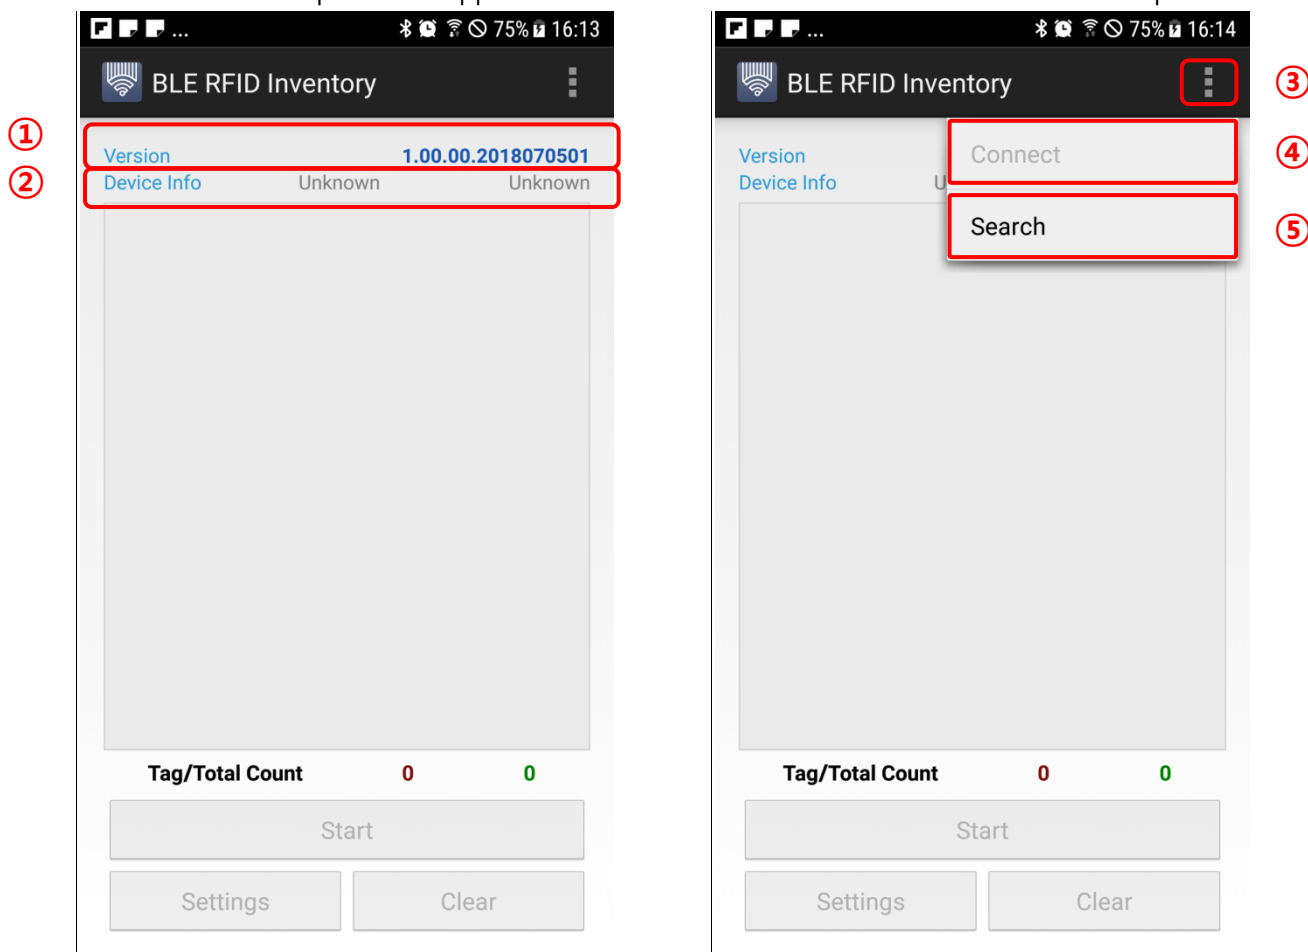 ... 75% 16:13
BLE RFID Inventory
①
Version 1.00.00.2018070501
②
Device Info Unknown Unknown
Tag/Total Count 0 0
Start
Settings Clear
... 75% 16:14
BLE RFID Inventory
③
Version
Connect
④
Device Info U
Search
⑤
Tag/Total Count 0 0
Start
Settings Clear